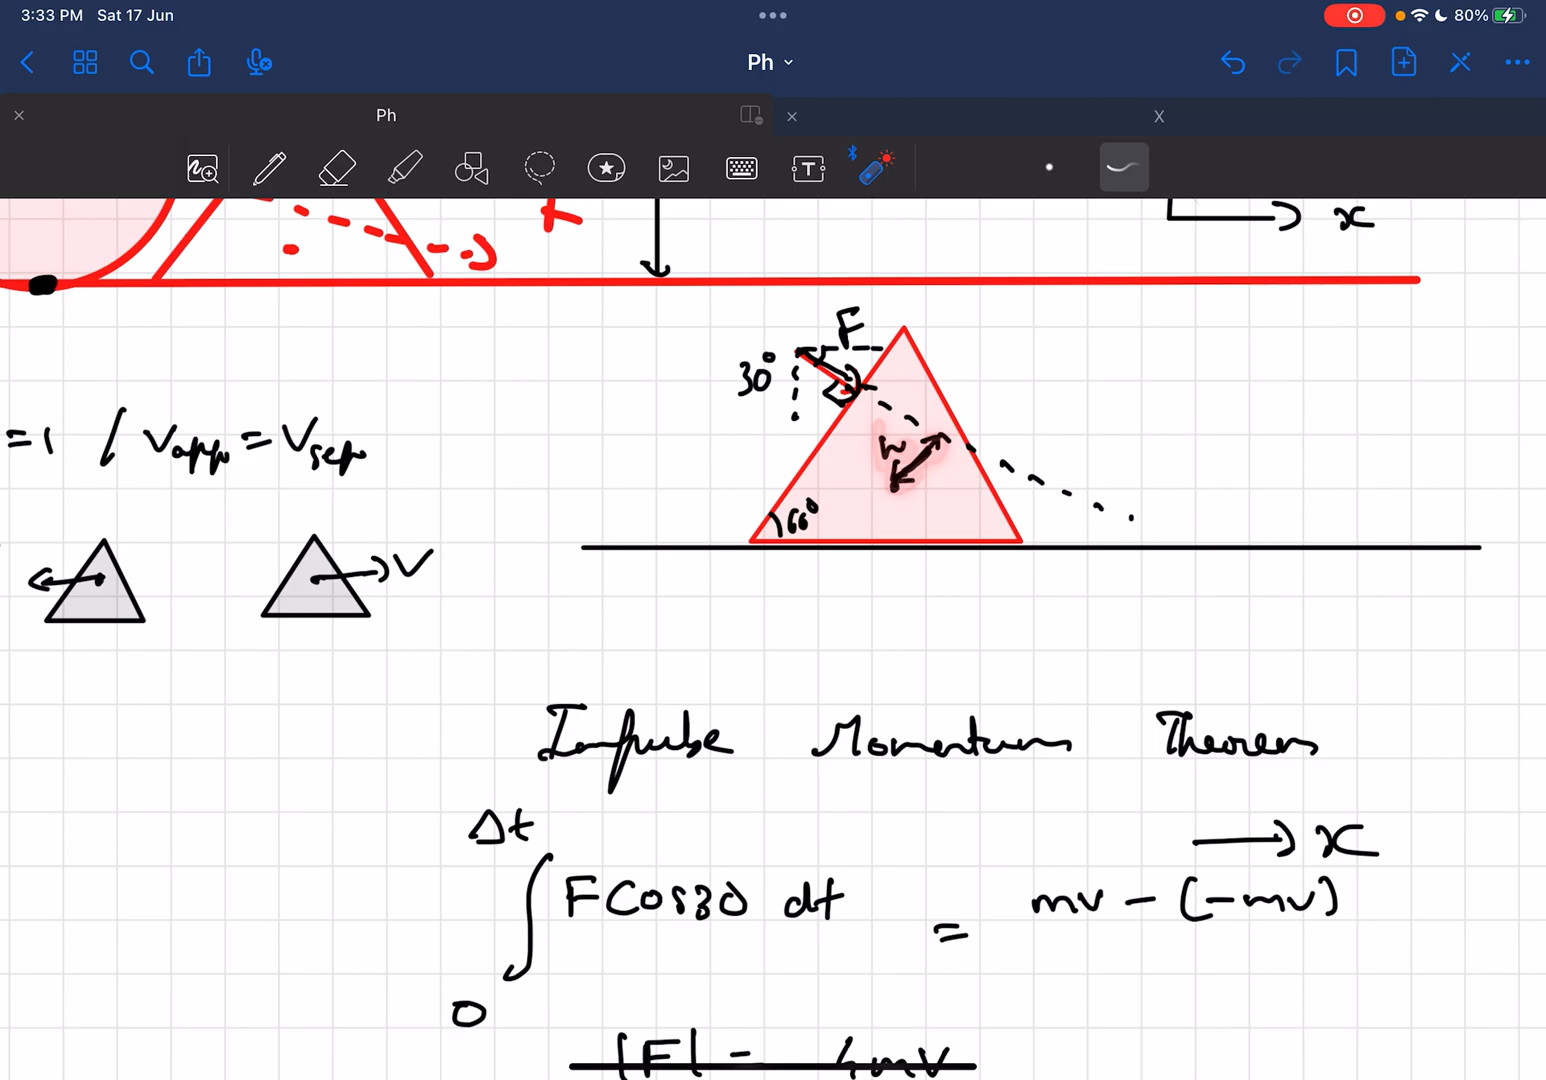 3:33 PM Sat 17 Jun
80%
Ph
Ph
X
T
x
F
30°
=1 / Vapp = Vsep
h
60°
V
Impulse Momentum Theorem
Δt
x
∫ F Cos30 dt = mv - (-mv)
0
|F| = 4mv